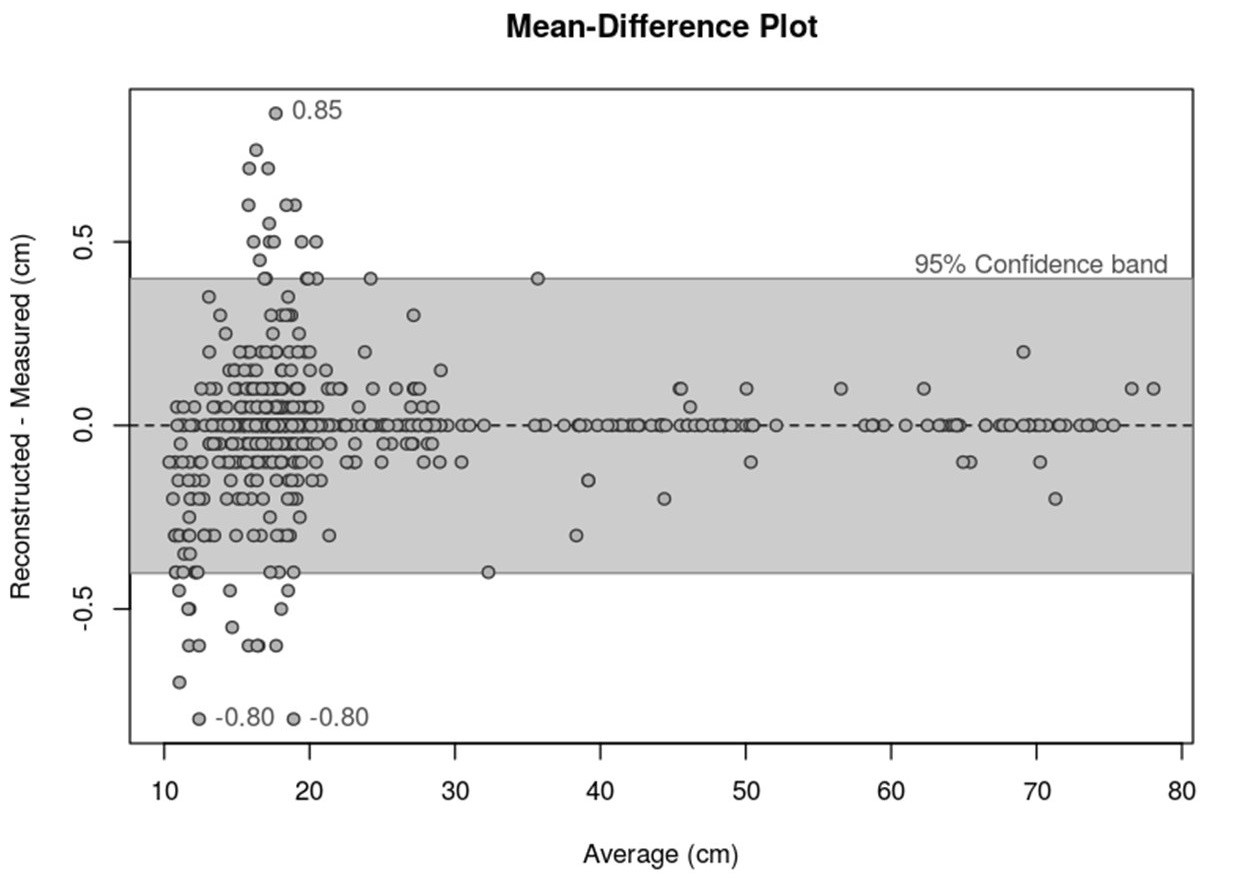 Mean-Difference Plot
0.85
95% Confidence band
-0.80
-0.80
0.5
0.0
-0.5
Reconstructed - Measured (cm)
10 20 30 40 50 60 70 80
Average (cm)